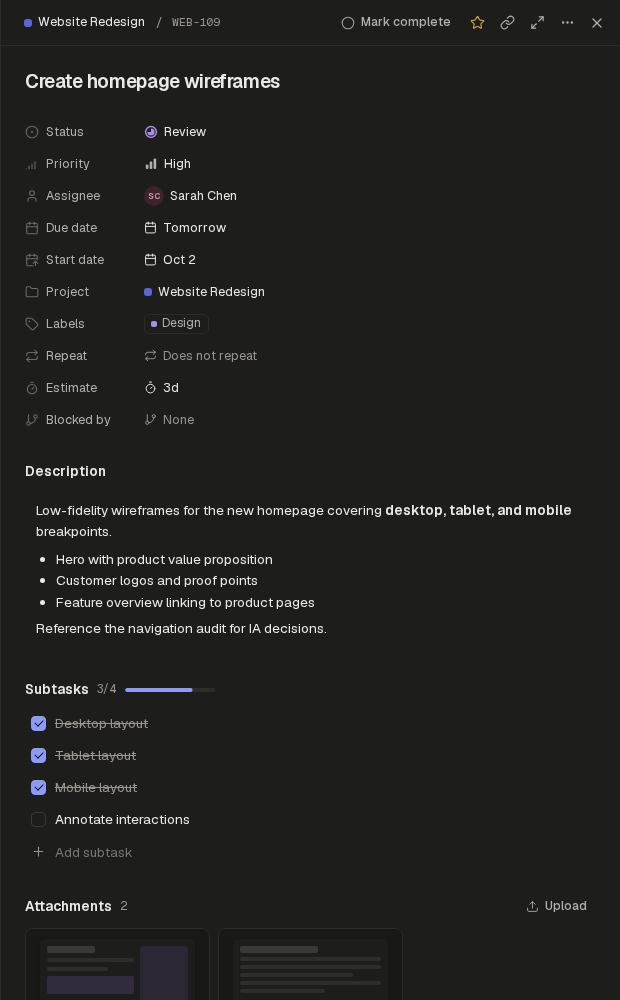 Website Redesign / WEB-109 Mark complete
Create homepage wireframes
Status Review
Priority High
Assignee SC Sarah Chen
Due date Tomorrow
Start date Oct 2
Project Website Redesign
Labels Design
Repeat Does not repeat
Estimate 3d
Blocked by None
Description
Low-fidelity wireframes for the new homepage covering desktop, tablet, and mobile
breakpoints.
• Hero with product value proposition
• Customer logos and proof points
• Feature overview linking to product pages
Reference the navigation audit for IA decisions.
Subtasks 3/4
Desktop layout
Tablet layout
Mobile layout
Annotate interactions
Add subtask
Attachments 2 Upload